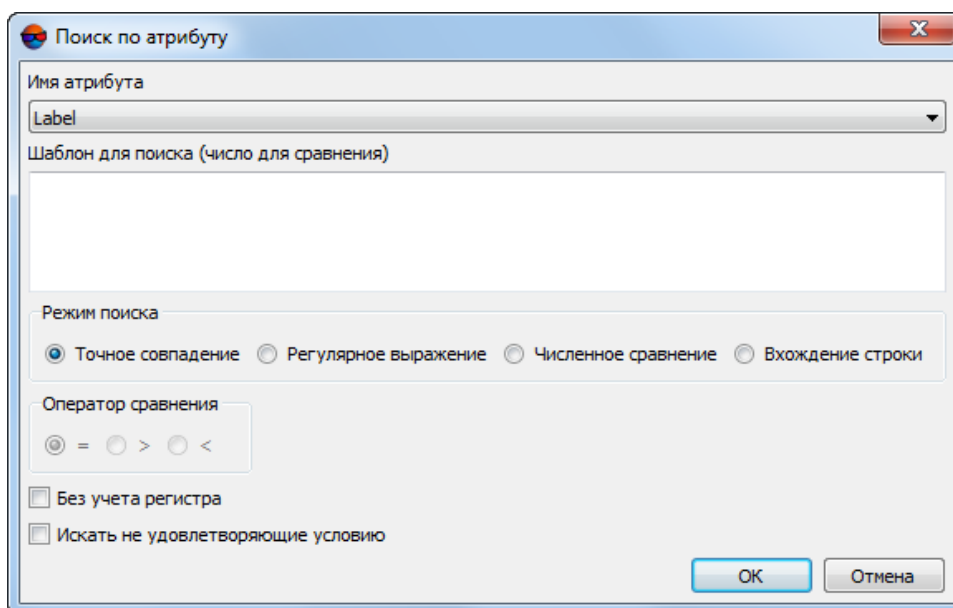 Поиск по атрибуту
Имя атрибута
Label
Шаблон для поиска (число для сравнения)
Режим поиска
Точное совпадение Регулярное выражение Численное сравнение Вхождение строки
Оператор сравнения
= > <
Без учета регистра
Искать не удовлетворяющие условию
ОК Отмена